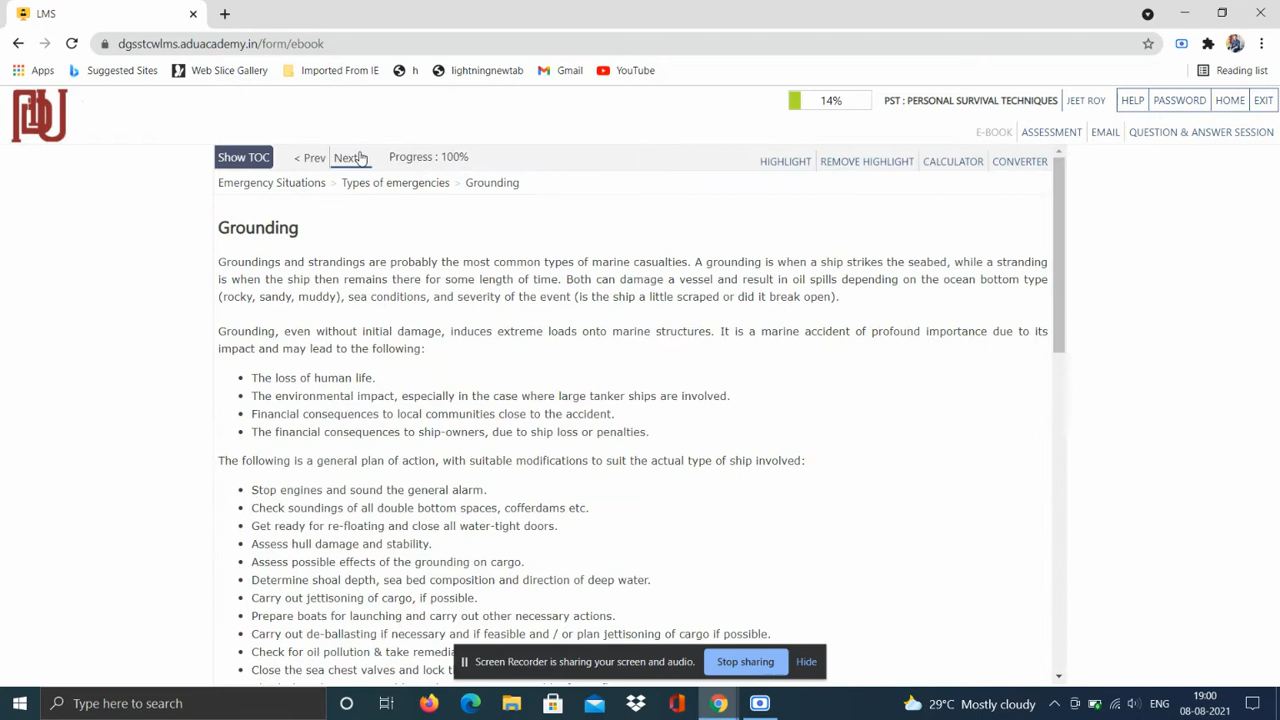 LMS
dgsstcwlms.aduacademy.in/form/ebook
Apps Suggested Sites Web Slice Gallery Imported From IE h lightningnewtab Gmail YouTube Reading list
ADU
14% PST : PERSONAL SURVIVAL TECHNIQUES JEET ROY HELP PASSWORD HOME EXIT
E-BOOK ASSESSMENT EMAIL QUESTION & ANSWER SESSION
Show TOC < Prev Next Progress : 100% HIGHLIGHT REMOVE HIGHLIGHT CALCULATOR CONVERTER
Emergency Situations > Types of emergencies > Grounding
Grounding
Groundings and strandings are probably the most common types of marine casualties. A grounding is when a ship strikes the seabed, while a stranding
is when the ship then remains there for some length of time. Both can damage a vessel and result in oil spills depending on the ocean bottom type
(rocky, sandy, muddy), sea conditions, and severity of the event (is the ship a little scraped or did it break open).
Grounding, even without initial damage, induces extreme loads onto marine structures. It is a marine accident of profound importance due to its
impact and may lead to the following:
• The loss of human life.
• The environmental impact, especially in the case where large tanker ships are involved.
• Financial consequences to local communities close to the accident.
• The financial consequences to ship-owners, due to ship loss or penalties.
The following is a general plan of action, with suitable modifications to suit the actual type of ship involved:
• Stop engines and sound the general alarm.
• Check soundings of all double bottom spaces, cofferdams etc.
• Get ready for re-floating and close all water-tight doors.
• Assess hull damage and stability.
• Assess possible effects of the grounding on cargo.
• Determine shoal depth, sea bed composition and direction of deep water.
• Carry out jettisoning of cargo, if possible.
• Prepare boats for launching and carry out other necessary actions.
• Carry out de-ballasting if necessary and if feasible and / or plan jettisoning of cargo if possible.
• Check for oil pollution & take
• Close the sea chest valves and lock
Screen Recorder is sharing your screen and audio. Stop sharing Hide
Type here to search 29°C Mostly cloudy ENG 19:00
08-08-2021